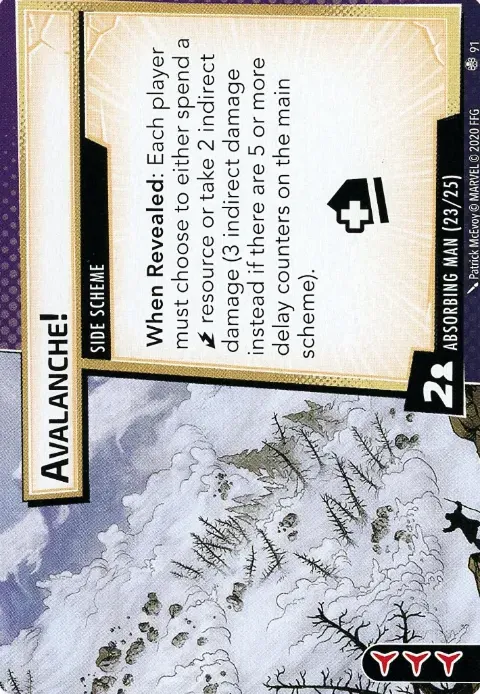 AVALANCHE!
SIDE SCHEME
When Revealed: Each player
must choose to either spend a
resource or take 2 indirect
damage (3 indirect damage
instead if there are 5 or more
delay counters on the main
scheme).
2
ABSORBING MAN (23/25)
Patrick McEvoy © MARVEL © 2020 FFG
91